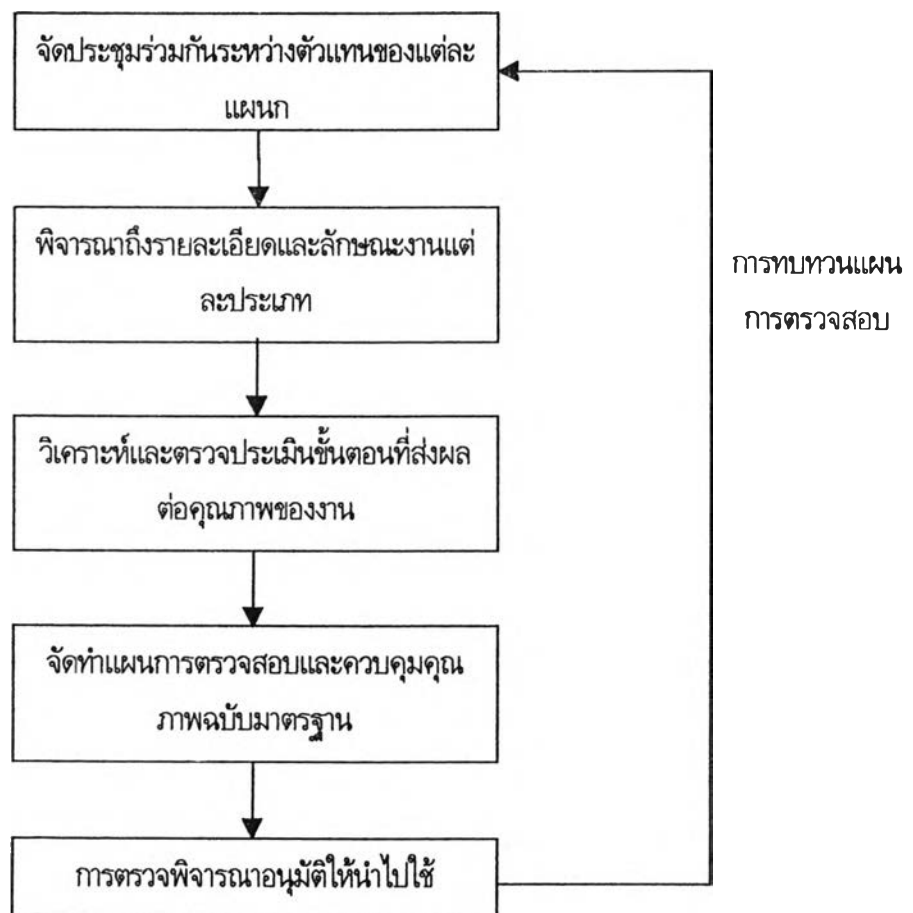 จัดประชุมร่วมกันระหว่างตัวแทนของแต่ละ
แผนก
พิจารณาถึงรายละเอียดและลักษณะงานแต่
ละประเภท
การทบทวนแผน
การตรวจสอบ
วิเคราะห์และตรวจประเมินขั้นตอนที่ส่งผล
ต่อคุณภาพของงาน
จัดทำแผนการตรวจสอบและควบคุมคุณ
ภาพฉบับมาตรฐาน
การตรวจพิจารณาอนุมัติให้นำไปใช้